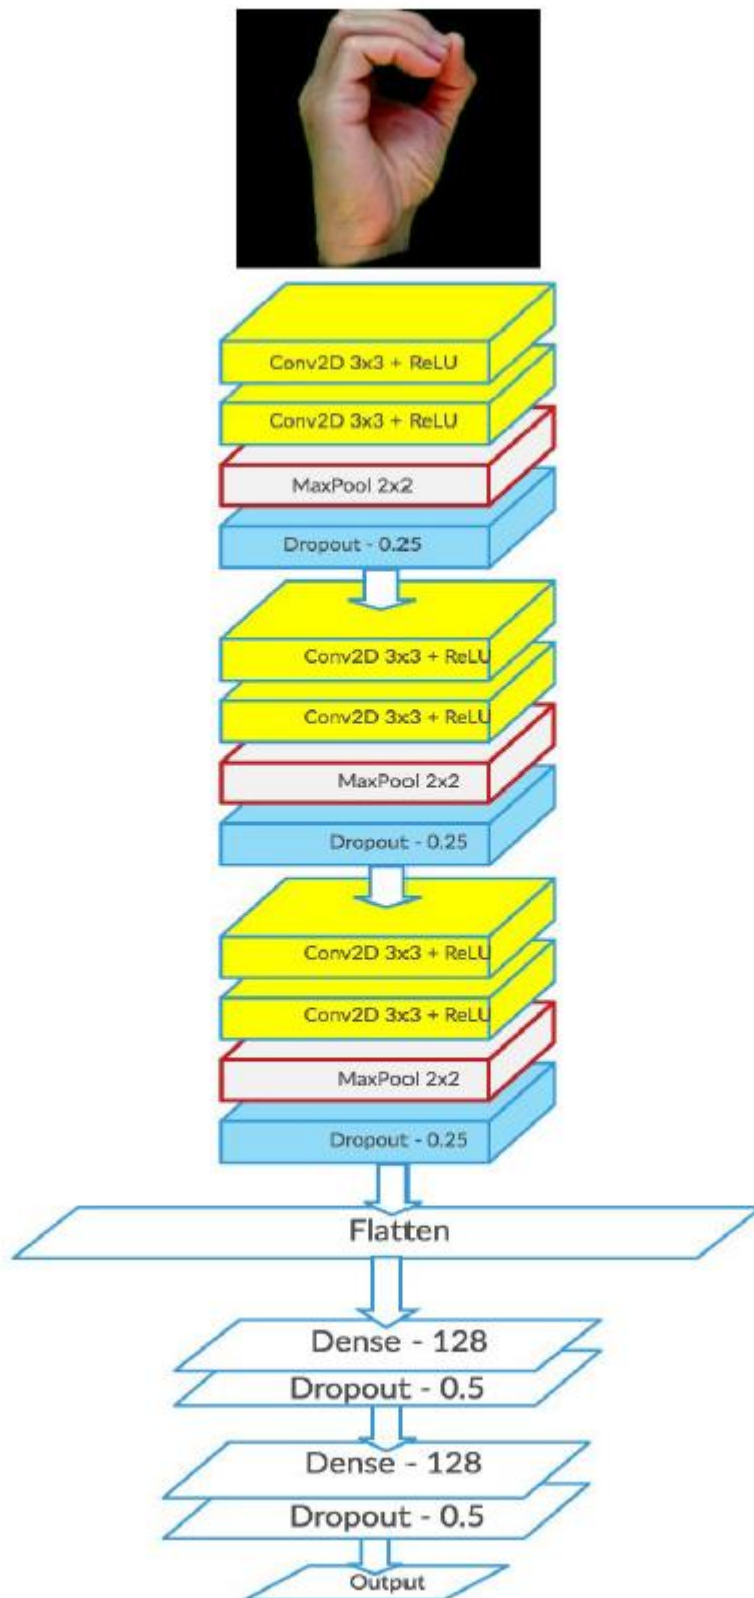 Conv2D 3x3 + ReLU
Conv2D 3x3 + ReLU
MaxPool 2x2
Dropout - 0.25
Conv2D 3x3 + ReLU
Conv2D 3x3 + ReLU
MaxPool 2x2
Dropout - 0.25
Conv2D 3x3 + ReLU
Conv2D 3x3 + ReLU
MaxPool 2x2
Dropout - 0.25
Flatten
Dense - 128
Dropout - 0.5
Dense - 128
Dropout - 0.5
Output